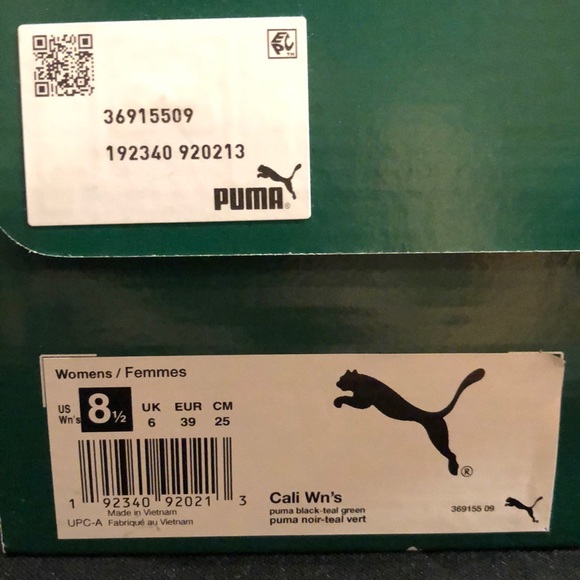 EPC™
36915509
192340 920213
PUMA®
Womens / Femmes
US Wn's 8½ UK 6 EUR 39 CM 25
1 92340 92021 3
Made in Vietnam
UPC-A Fabriqué au Vietnam
®
Cali Wn's
puma black-teal green
puma noir-teal vert
369155 09